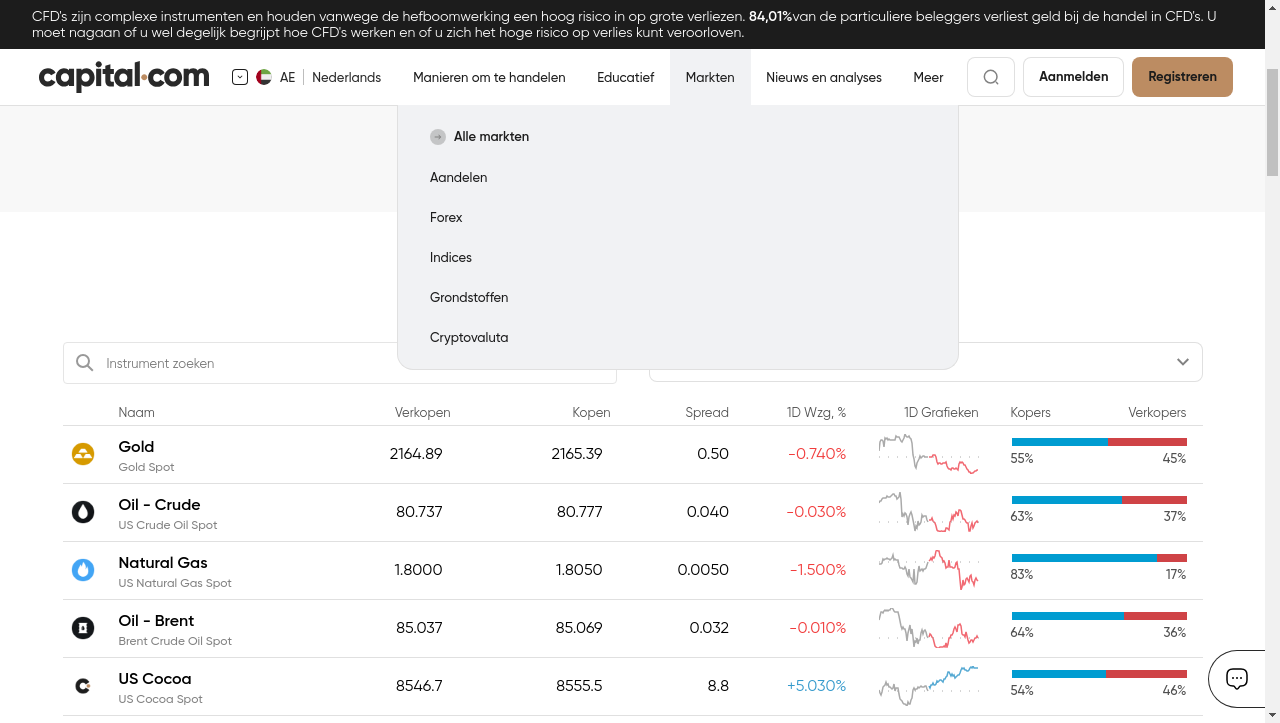 CFD's zijn complexe instrumenten en houden vanwege de hefboomwerking een hoog risico in op grote verliezen. 84,01%van de particuliere beleggers verliest geld bij de handel in CFD's. U
moet nagaan of u wel degelijk begrijpt hoe CFD's werken en of u zich het hoge risico op verlies kunt veroorloven.
capital.com AE Nederlands Manieren om te handelen Educatief Markten Nieuws en analyses Meer Aanmelden Registreren
Alle markten
Aandelen
Forex
Indices
Grondstoffen
Cryptovaluta
Instrument zoeken
Naam Verkopen Kopen Spread 1D Wzg, % 1D Grafieken Kopers Verkopers
Gold
Gold Spot
2164.89 2165.39 0.50 -0.740% 55% 45%
Oil - Crude
US Crude Oil Spot
80.737 80.777 0.040 -0.030% 63% 37%
Natural Gas
US Natural Gas Spot
1.8000 1.8050 0.0050 -1.500% 83% 17%
Oil - Brent
Brent Crude Oil Spot
85.037 85.069 0.032 -0.010% 64% 36%
US Cocoa
US Cocoa Spot
8546.7 8555.5 8.8 +5.030% 54% 46%